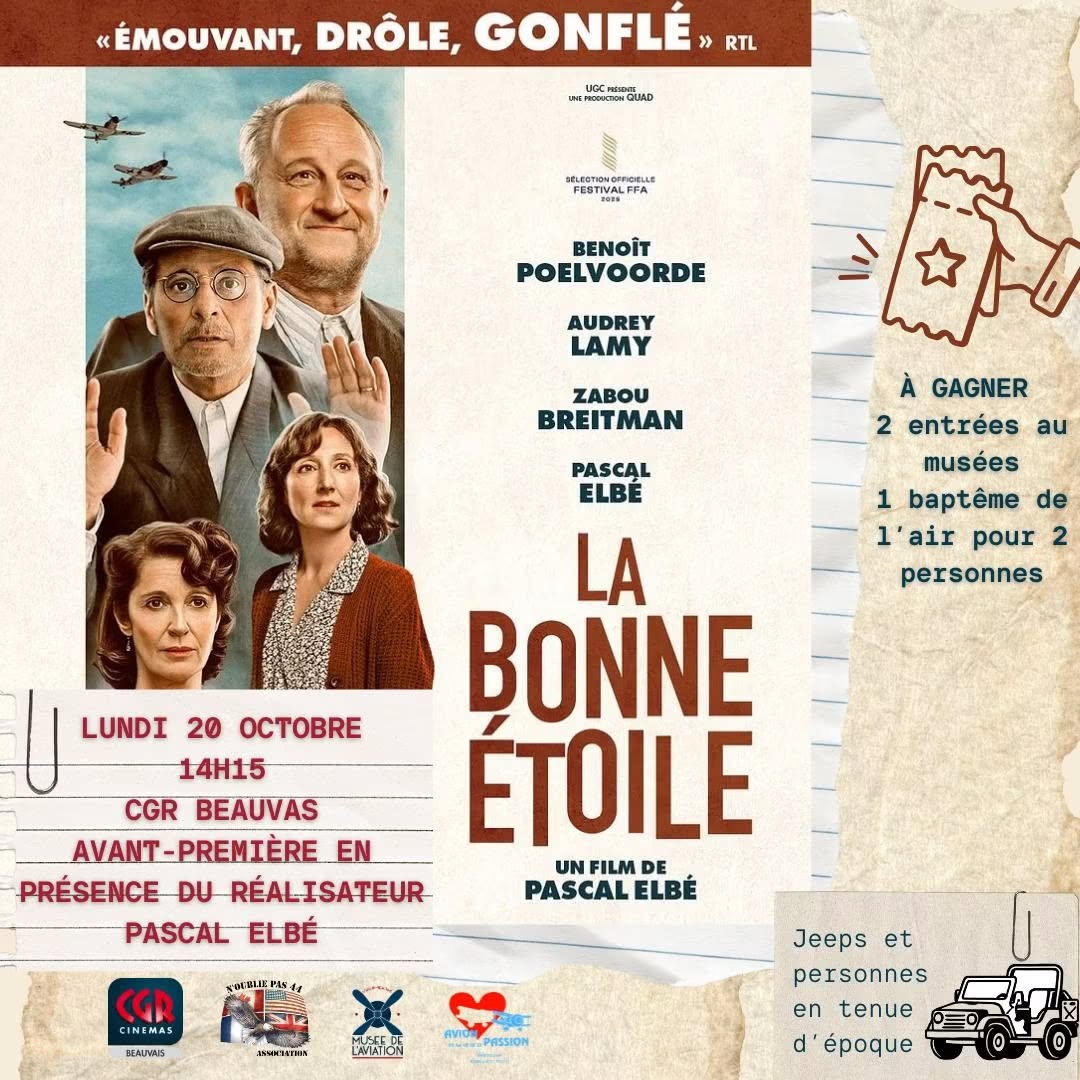 «ÉMOUVANT, DRÔLE, GONFLÉ» RTL
UGC PRÉSENTE
UNE PRODUCTION QUAD
SÉLECTION OFFICIELLE
FESTIVAL FFA
2025
BENOÎT
POELVOORDE
AUDREY
LAMY
ZABOU
BREITMAN
PASCAL
ELBÉ
LA
BONNE
ÉTOILE
UN FILM DE
PASCAL ELBÉ
À GAGNER
2 entrées au
musées
1 baptême de
l'air pour 2
personnes
LUNDI 20 OCTOBRE
14H15
CGR BEAUVAS
AVANT-PREMIÈRE EN
PRÉSENCE DU RÉALISATEUR
PASCAL ELBÉ
Jeeps et
personnes
en tenue
d'époque
CGR
CINEMAS
BEAUVAIS
N'OUBLIE PAS 44
ASSOCIATION
MUSEE DE
L'AVIATION
AVION
PASSION